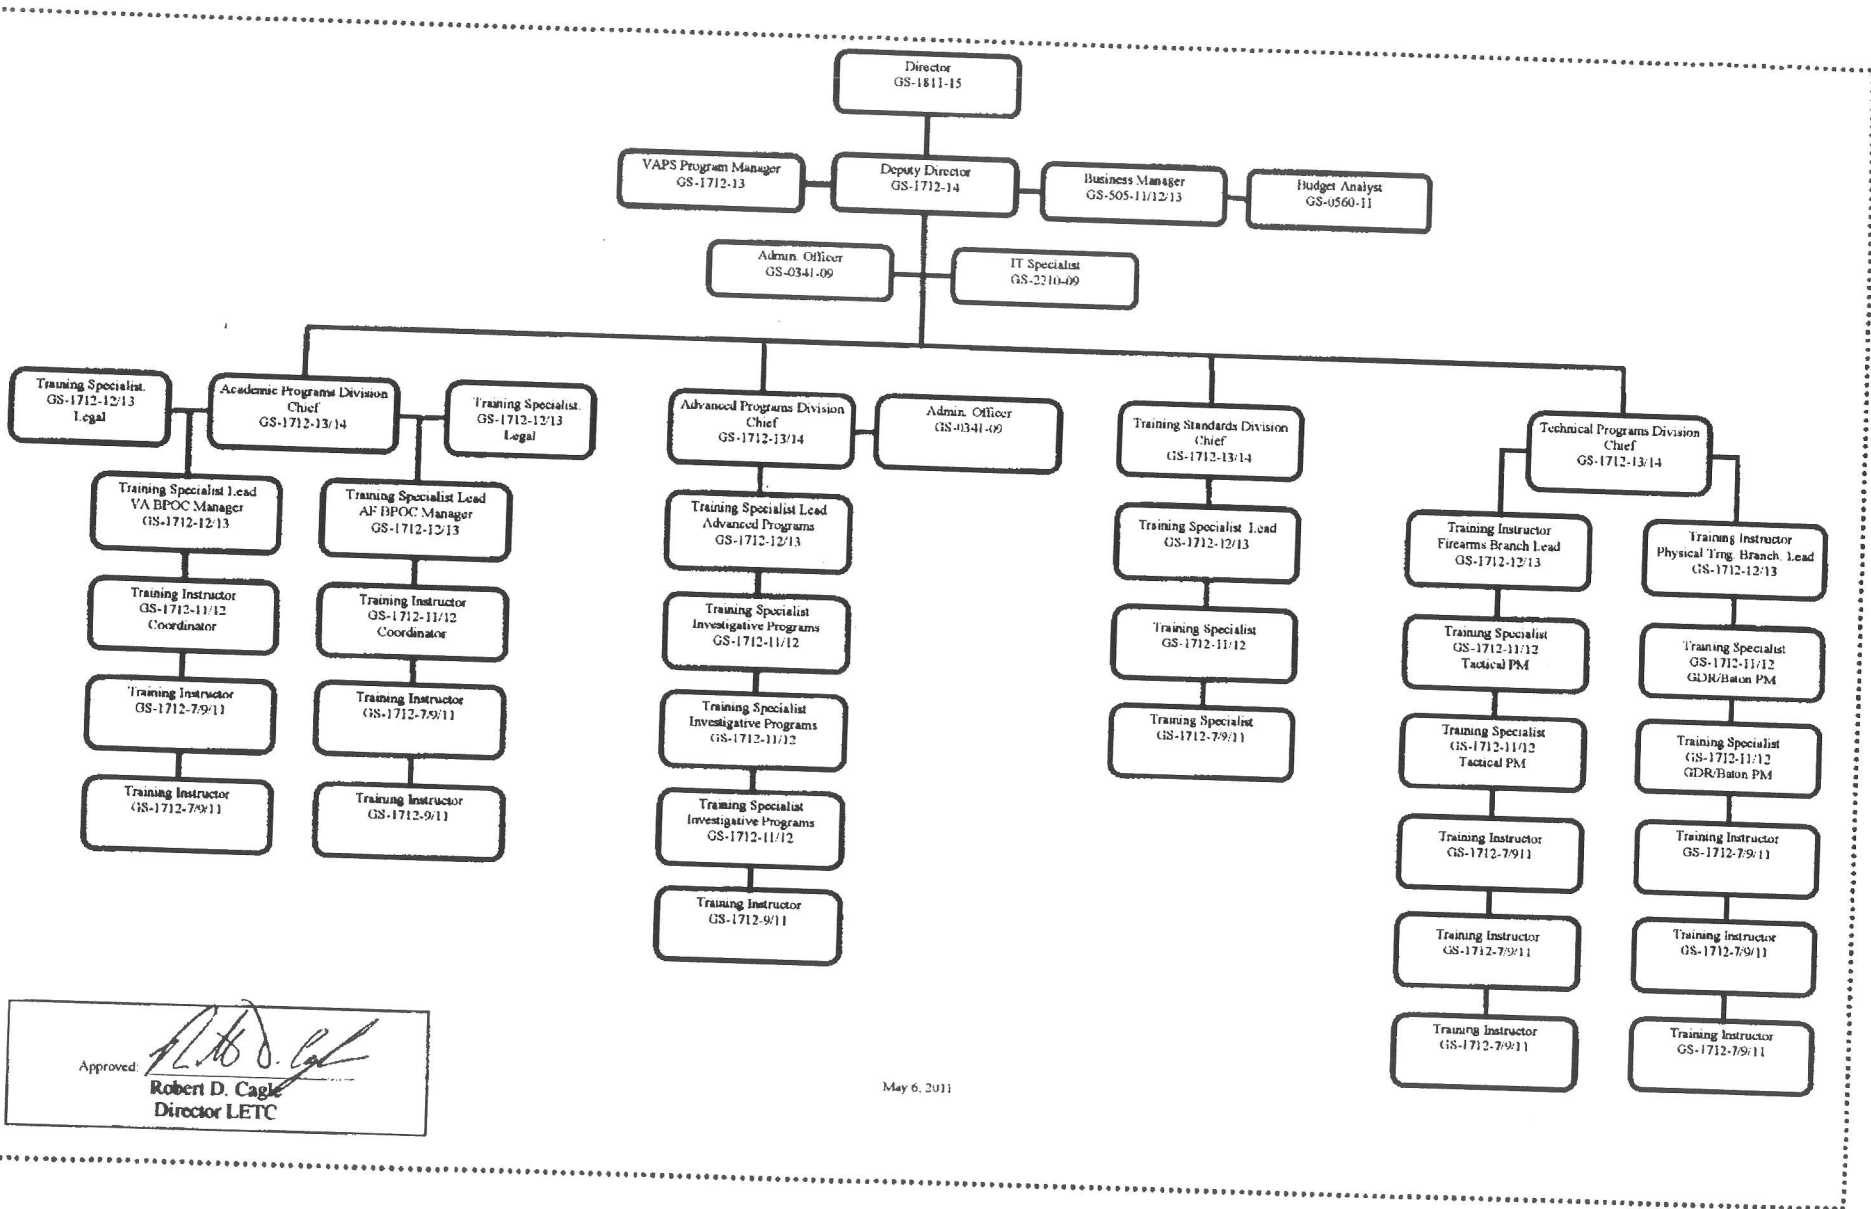 Director
GS-1811-15
VAPS Program Manager
GS-1712-13
Deputy Director
GS-1712-14
Business Manager
GS-505-11/12/13
Budget Analyst
GS-0560-11
Admin. Officer
GS-0341-09
IT Specialist
GS-2210-09
Training Specialist.
GS-1712-12/13
Legal
Academic Programs Division
Chief
GS-1712-13/14
Training Specialist.
GS-1712-12/13
Legal
Training Specialist Lead
VA BPOC Manager
GS-1712-12/13
Training Instructor
GS-1712-11/12
Coordinator
Training Instructor
GS-1712-7/9/11
Training Instructor
GS-1712-7/9/11
Training Specialist Lead
AF BPOC Manager
GS-1712-12/13
Training Instructor
GS-1712-11/12
Coordinator
Training Instructor
GS-1712-7/9/11
Training Instructor
GS-1712-9/11
Advanced Programs Division
Chief
GS-1712-13/14
Admin. Officer
GS-0341-09
Training Specialist Lead
Advanced Programs
GS-1712-12/13
Training Specialist
Investigative Programs
GS-1712-11/12
Training Specialist
Investigative Programs
GS-1712-11/12
Training Specialist
Investigative Programs
GS-1712-11/12
Training Instructor
GS-1712-9/11
Training Standards Division
Chief
GS-1712-13/14
Training Specialist Lead
GS-1712-12/13
Training Specialist
GS-1712-11/12
Training Specialist
GS-1712-7/9/11
Technical Programs Division
Chief
GS-1712-13/14
Training Instructor
Firearms Branch Lead
GS-1712-12/13
Training Specialist
GS-1712-11/12
Tactical PM
Training Specialist
GS-1712-11/12
Tactical PM
Training Instructor
GS-1712-7/911
Training Instructor
GS-1712-7/9/11
Training Instructor
GS-1712-7/9/11
Training Instructor
Physical Trng. Branch. Lead
GS-1712-12/13
Training Specialist
GS-1712-11/12
GDR/Baton PM
Training Specialist
GS-1712-11/12
GDR/Baton PM
Training Instructor
GS-1712-7/9/11
Training Instructor
GS-1712-7/9/11
Training Instructor
GS-1712-7/9/11
Approved:
Robert D. Cagle
Director LETC
May 6, 2011